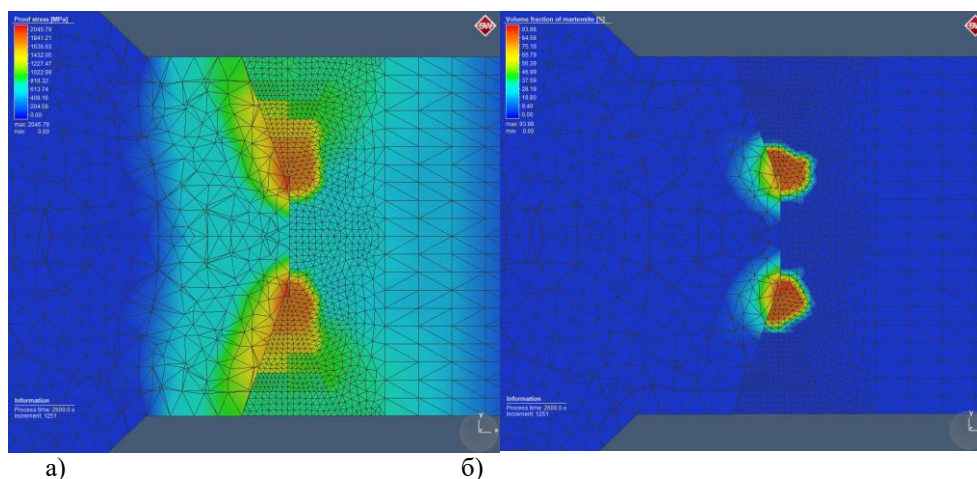 Proof stress [MPa]
2045.79
1841.21
1636.63
1432.05
1227.47
1022.89
818.32
613.74
409.16
204.58
0.00
max: 2045.79
min: 0.00
Information
Process time: 2800.0 s
Increment: 1251
Y
X
Volume fraction of martensite [%]
93.98
84.58
75.18
65.79
56.39
46.99
37.59
28.19
18.80
9.40
0.00
max: 93.98
min: 0.00
Information
Process time: 2800.0 s
Increment: 1251
Y
а)
б)